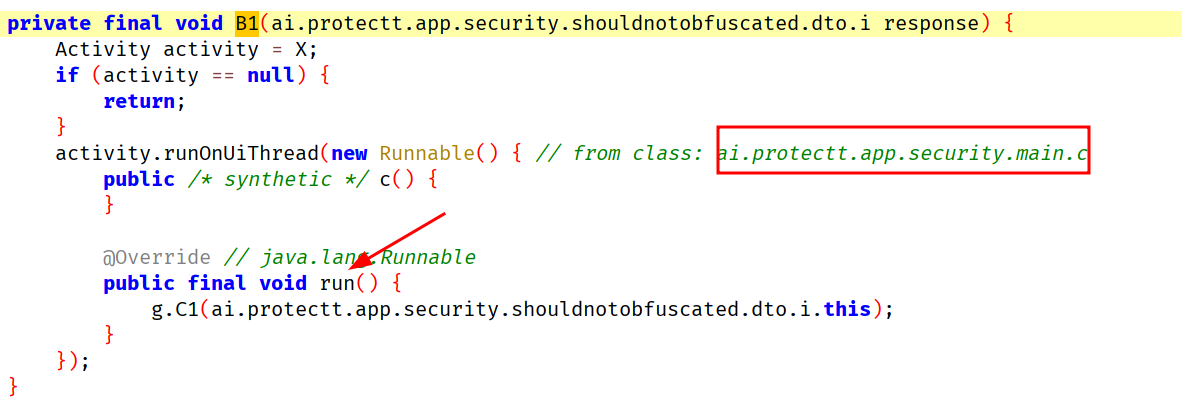 private final void B1(ai.protectt.app.security.shouldnotobfuscated.dto.i response) {
    Activity activity = X;
    if (activity == null) {
        return;
    }
    activity.runOnUiThread(new Runnable() { // from class: ai.protectt.app.security.main.c
        public /* synthetic */ c() {
        }

        @Override // java.lang.Runnable
        public final void run() {
            g.C1(ai.protectt.app.security.shouldnotobfuscated.dto.i.this);
        }
    });
}